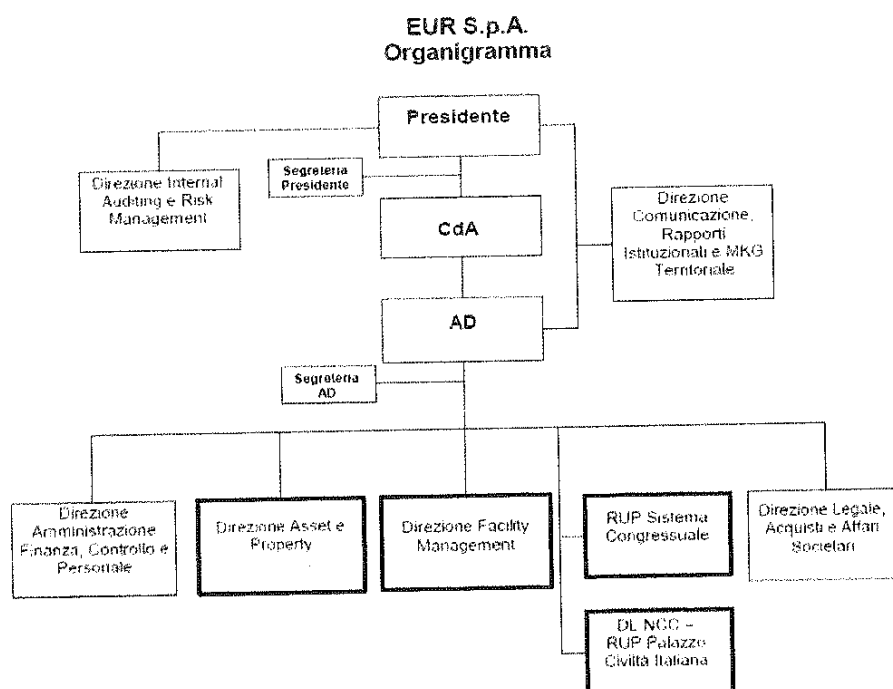 EUR S.p.A.
Organigramma
Presidente
Segreteria
Presidente
Direzione Internal
Auditing e Risk
Management
CdA
Direzione
Comunicazione,
Rapporti
Istituzionali e MKG
Territoriale
AD
Segreteria
AD
Direzione
Amministrazione
Finanza, Controllo e
Personale
Direzione Asset e
Property
Direzione Facility
Management
RUP Sistema
Congressuale
Direzione Legale,
Acquisti e Affari
Societari
DL NCC –
RUP Palazzo
Civiltà Italiana